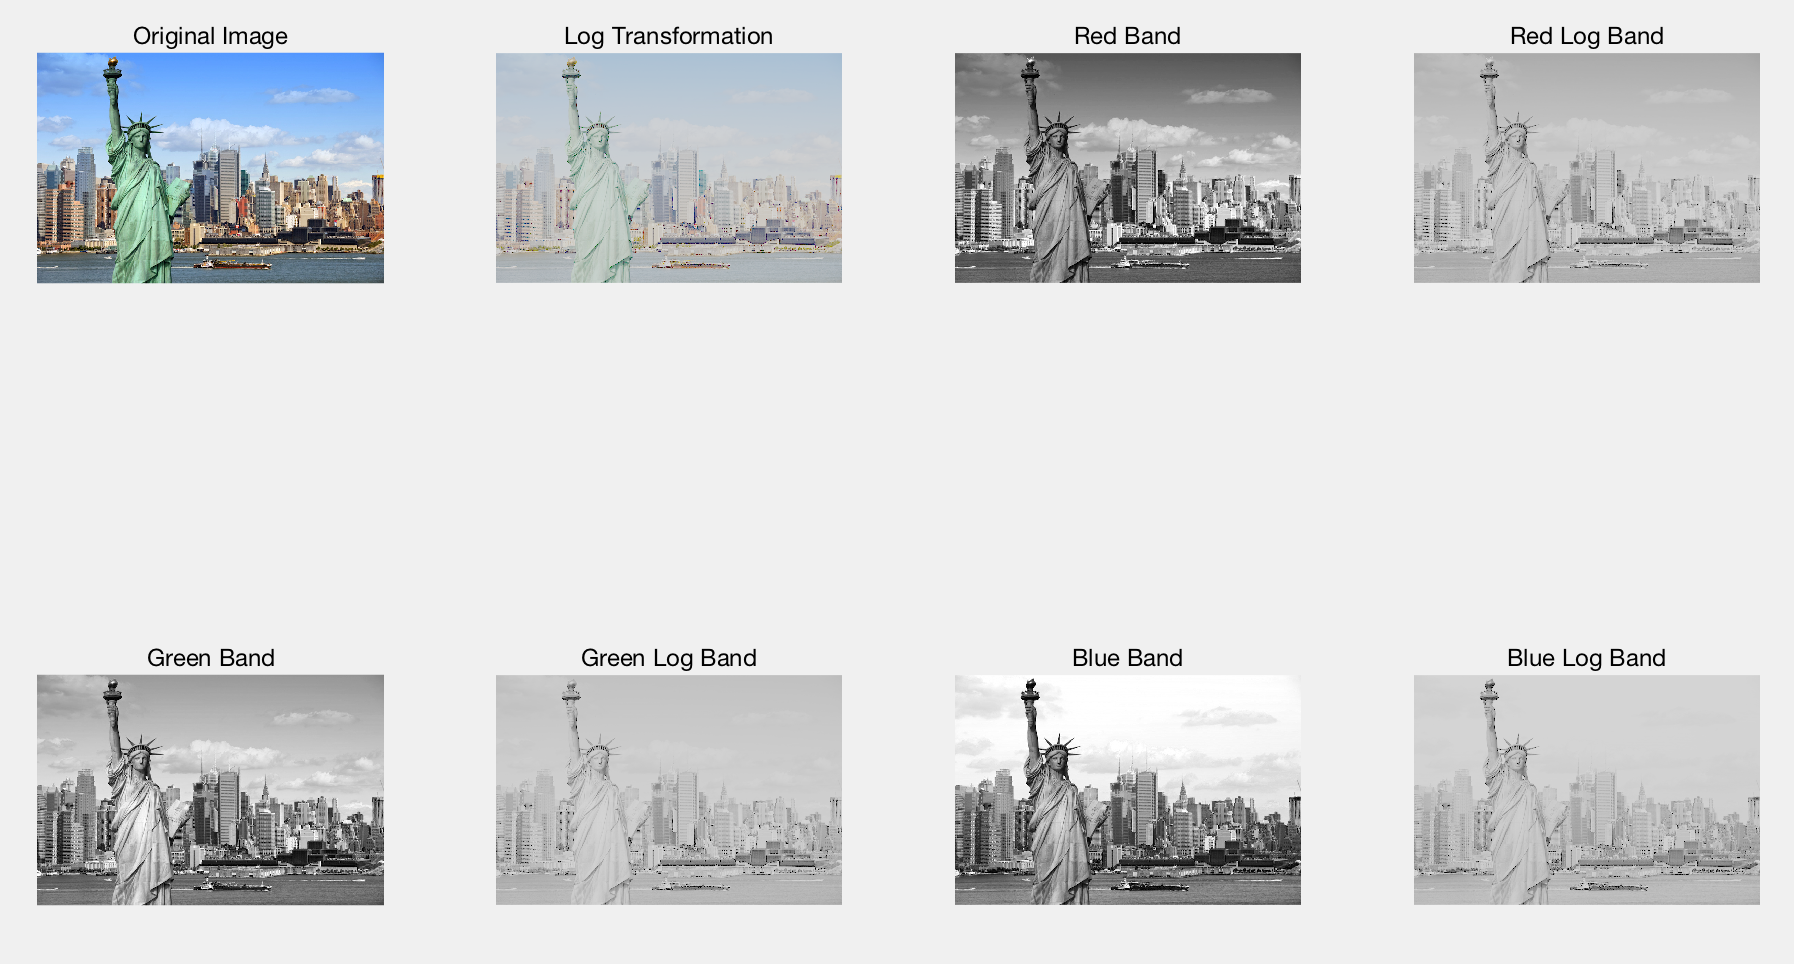 Original Image
Log Transformation
Red Band
Red Log Band
Green Band
Green Log Band
Blue Band
Blue Log Band